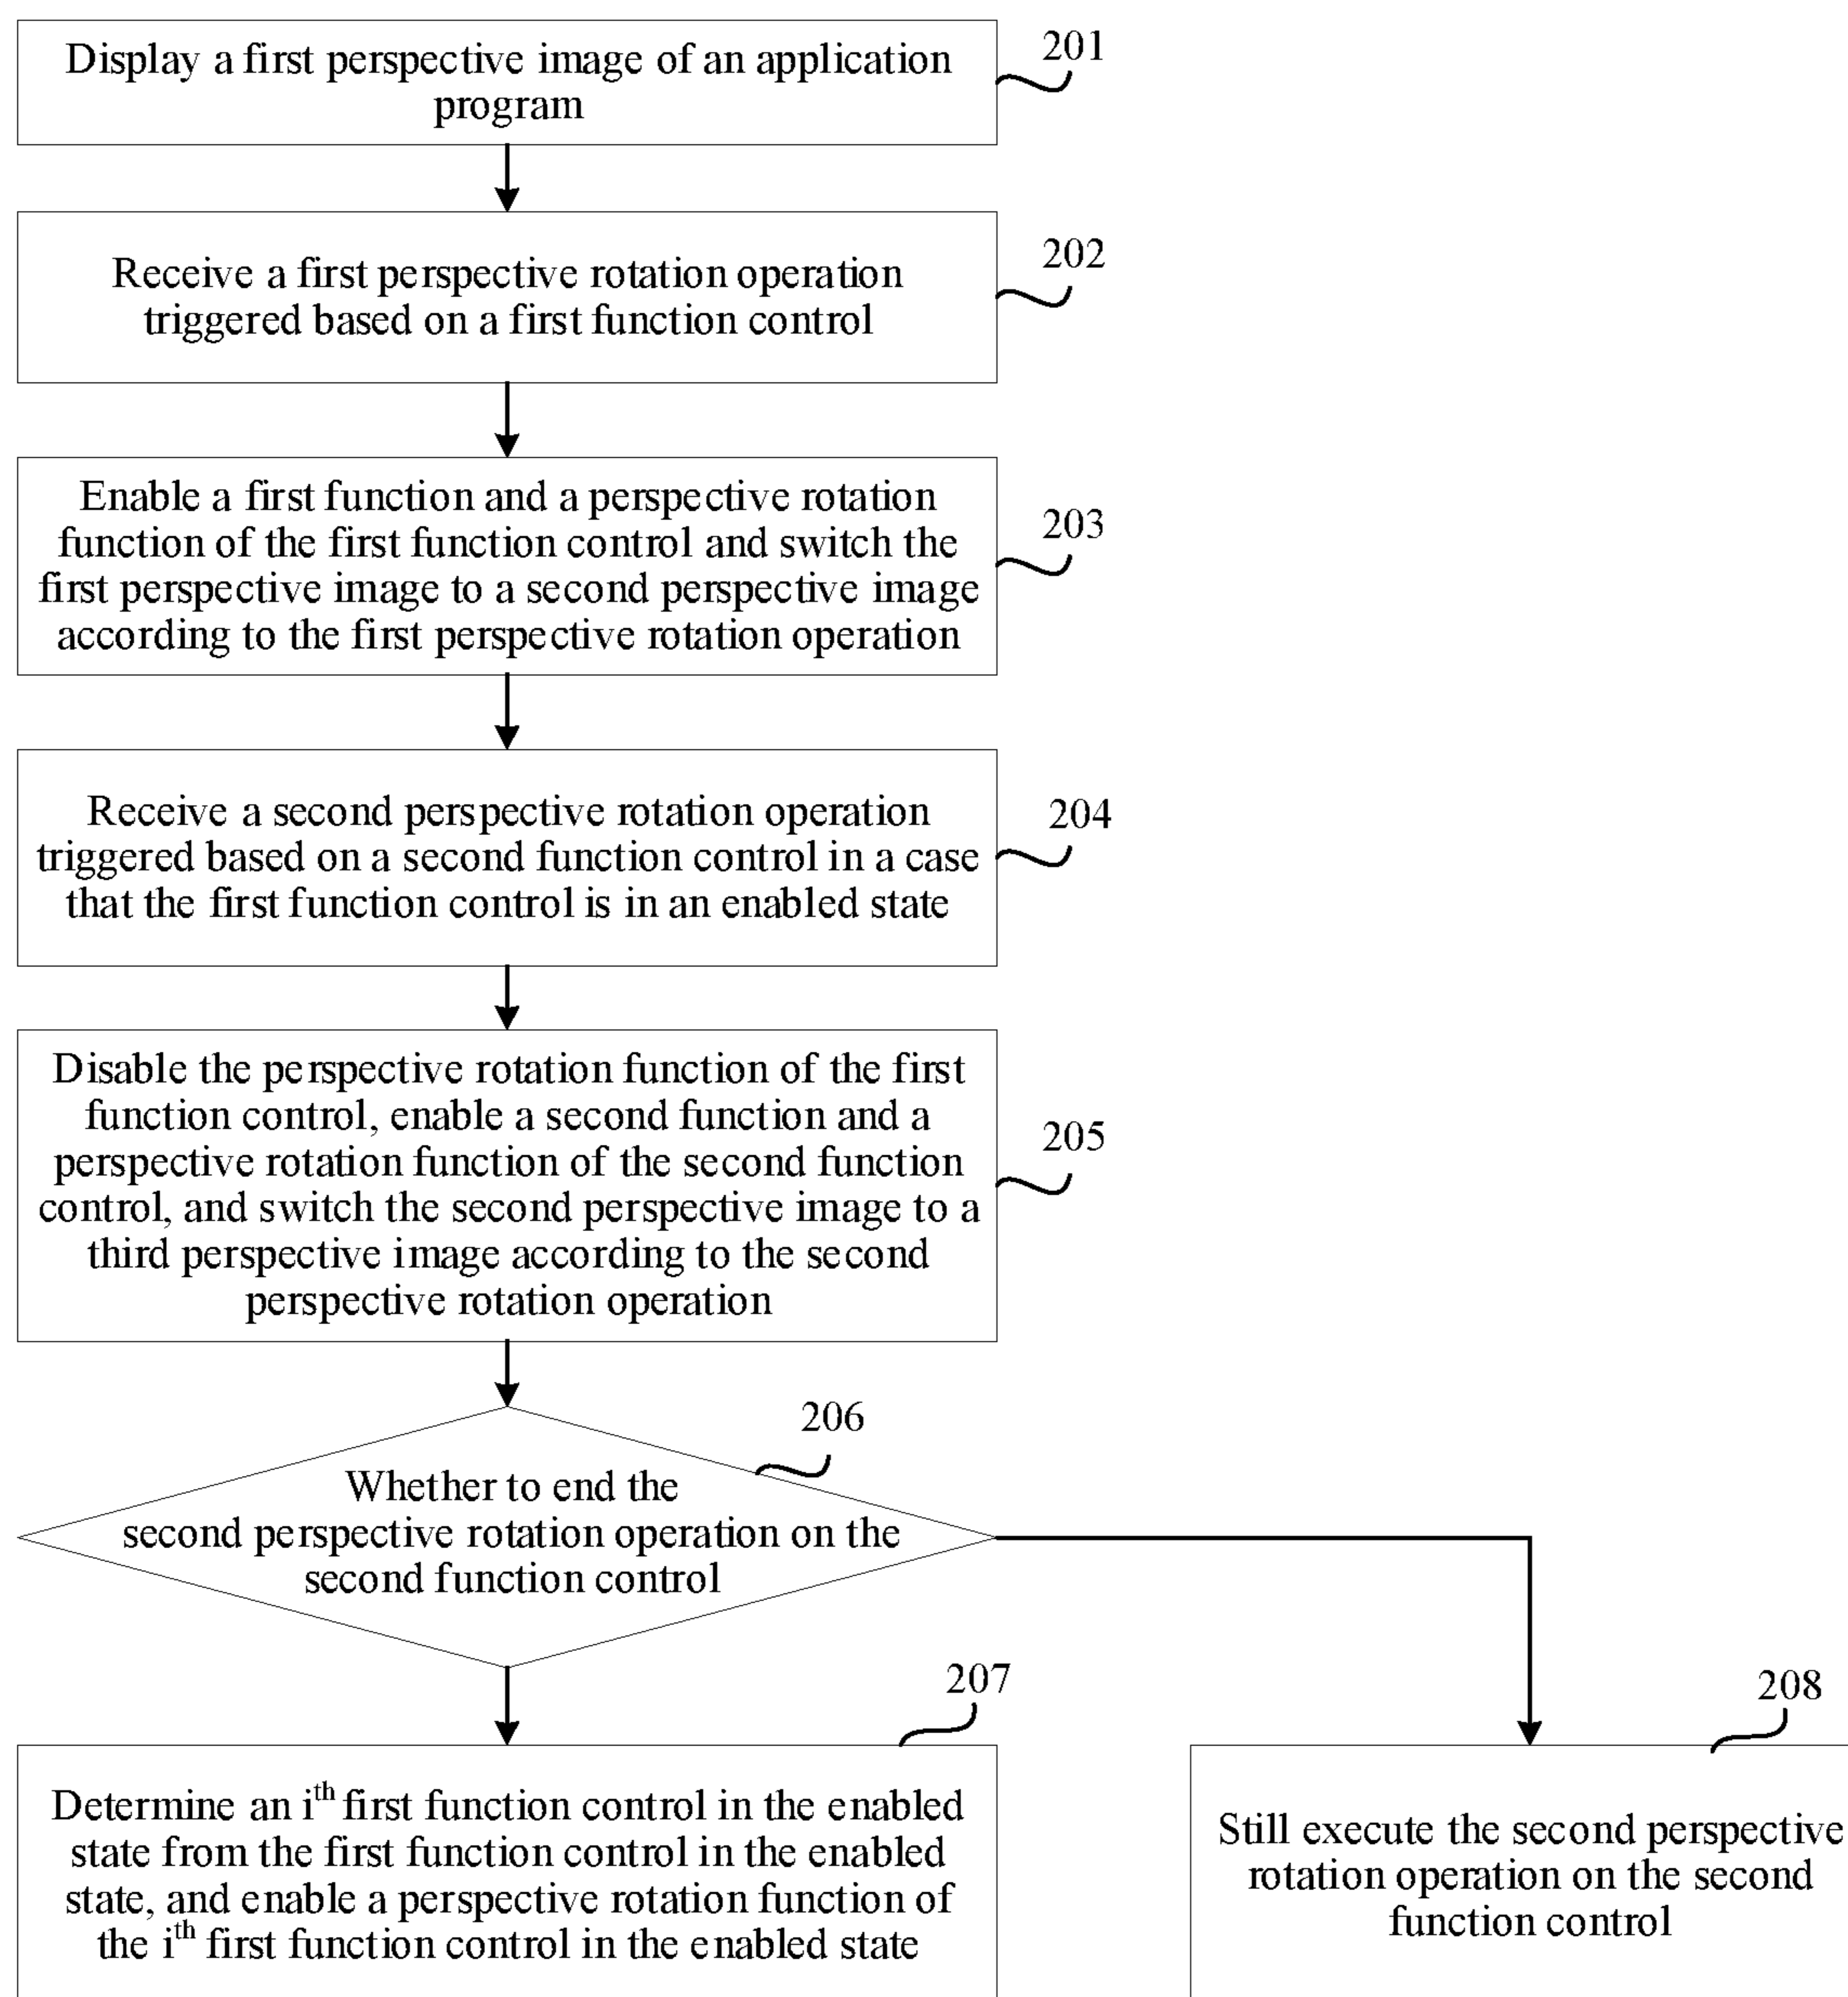 Display a first perspective image of an application
program
201
Receive a first perspective rotation operation
triggered based on a first function control
202
Enable a first function and a perspective rotation
function of the first function control and switch the
first perspective image to a second perspective image
according to the first perspective rotation operation
203
Receive a second perspective rotation operation
triggered based on a second function control in a case
that the first function control is in an enabled state
204
Disable the perspective rotation function of the first
function control, enable a second function and a
perspective rotation function of the second function
control, and switch the second perspective image to a
third perspective image according to the second
perspective rotation operation
205
206
Whether to end the
second perspective rotation operation on the
second function control
207
Determine an i^th first function control in the enabled
state from the first function control in the enabled
state, and enable a perspective rotation function of
the i^th first function control in the enabled state
208
Still execute the second perspective
rotation operation on the second
function control